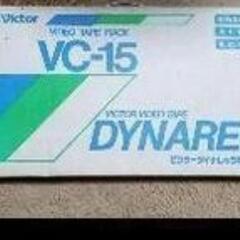 Victor
VIDEO TAPE RACK
VC-15
VICTOR VIDEO TAPE
DYNARE
ビクターダイナレック